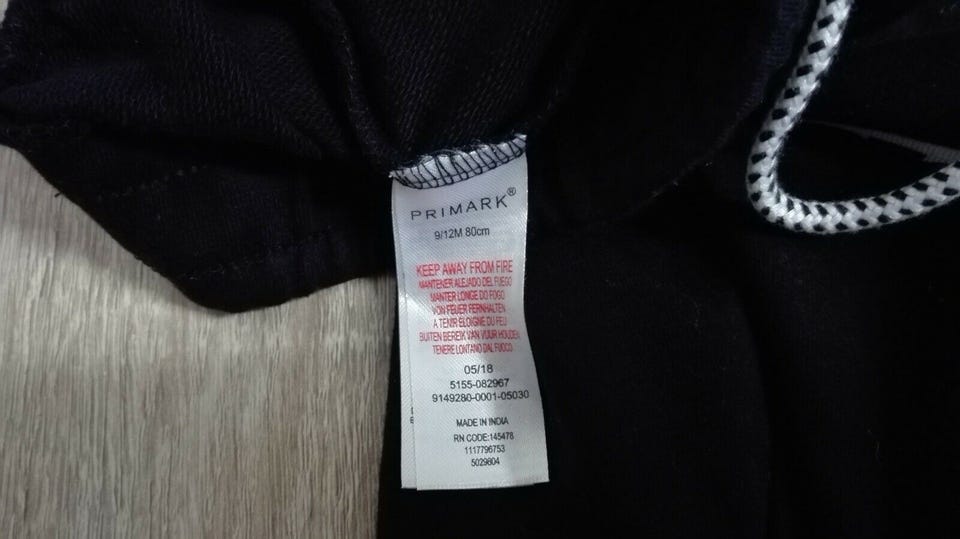 PRIMARK®
9/12M 80cm
KEEP AWAY FROM FIRE
MANTENER ALEJADO DEL FUEGO
MANTER LONGE DO FOGO
VON FEUER FERNHALTEN
A TENIR ELOIGNE DU FEU
BUITEN BEREIK VAN VUUR HOUDEN
TENERE LONTANO DAL FUOCO
05/18
5155-082967
9149280-0001-05030
MADE IN INDIA
RN CODE:145478
1117796753
5029804